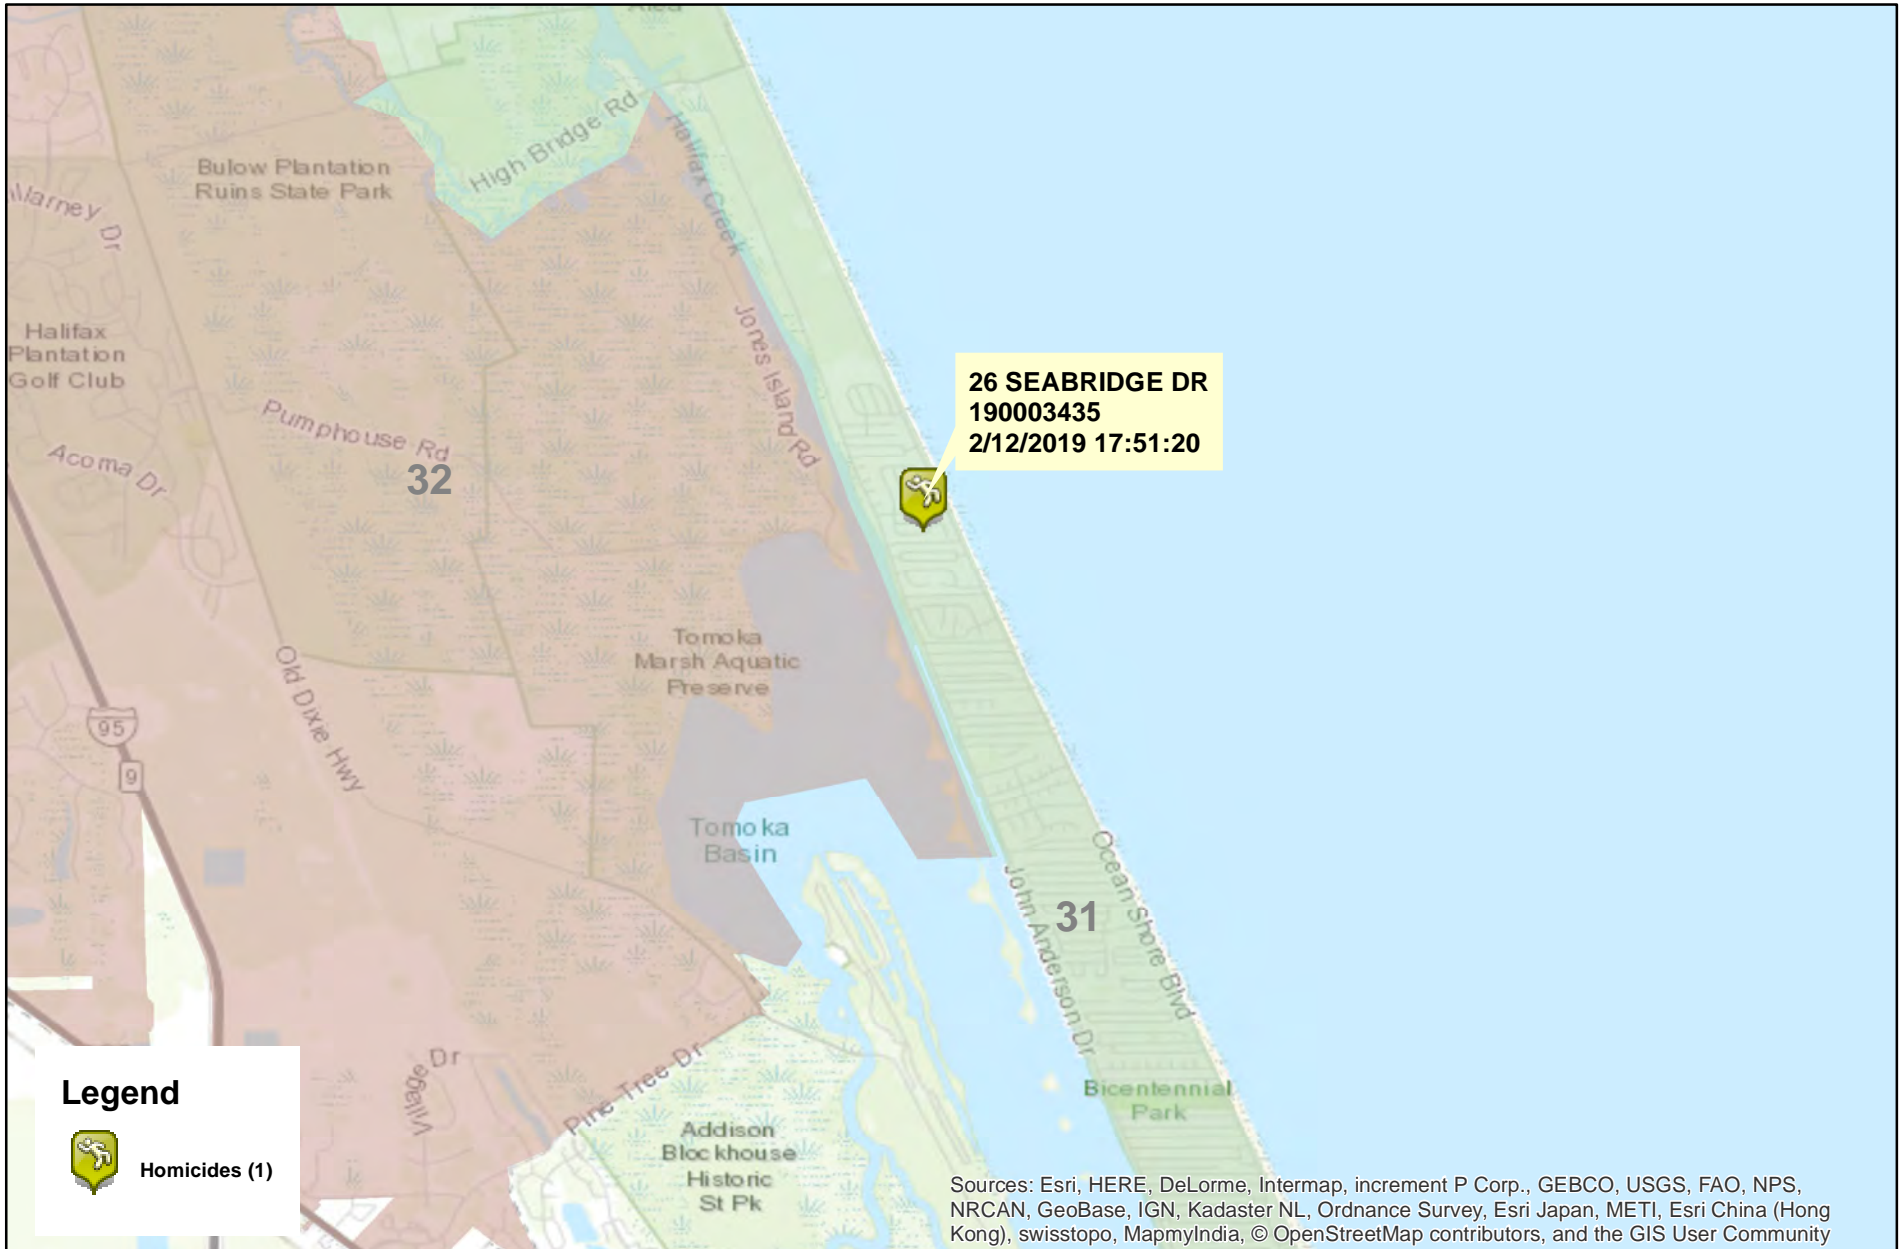 High Bridge Rd
Halifax Creek
Bulow Plantation
Ruins State Park
Marney Dr
Jones Island Rd
Halifax
Plantation
Golf Club
26 SEABRIDGE DR
190003435
2/12/2019 17:51:20
Pumphouse Rd
Acoma Dr
32
Tomoka
Marsh Aquatic
Preserve
Old Dixie Hwy
95
9
Tomoka
Basin
Ocean Shore Blvd
John Anderson Dr
31
Village Dr
Pine Tree Dr
Bicentennial
Park
Addison
Blockhouse
Historic
St Pk
Legend
Homicides (1)
Sources: Esri, HERE, DeLorme, Intermap, increment P Corp., GEBCO, USGS, FAO, NPS,
NRCAN, GeoBase, IGN, Kadaster NL, Ordnance Survey, Esri Japan, METI, Esri China (Hong
Kong), swisstopo, MapmyIndia, © OpenStreetMap contributors, and the GIS User Community